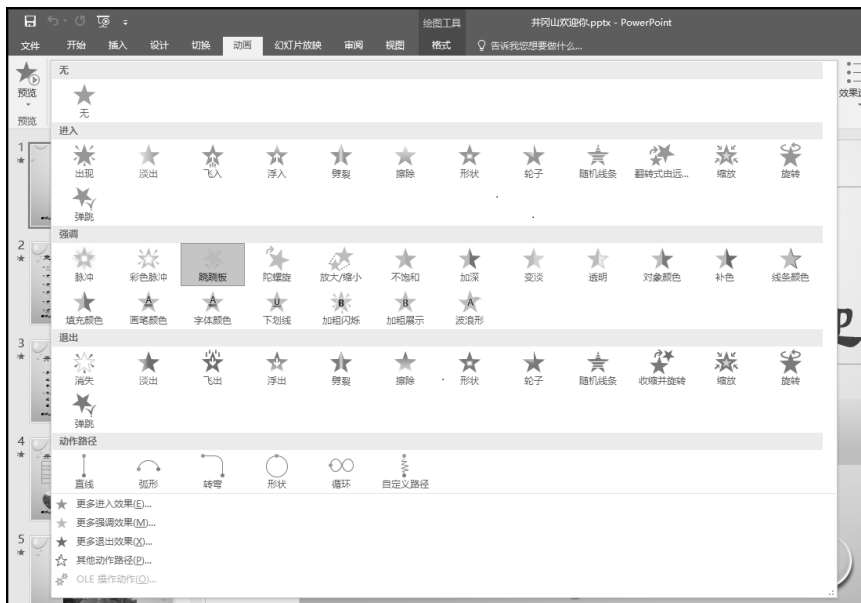 绘图工具 井冈山欢迎你.pptx - PowerPoint
文件 开始 插入 设计 切换 动画 幻灯片放映 审阅 视图 格式 告诉我您想要做什么...
预览
预览
效果
无
无
进入
出现 淡出 飞入 浮入 劈裂 擦除 形状 轮子 随机线条 翻转式由远... 缩放 旋转
弹跳
强调
脉冲 彩色脉冲 跷跷板 陀螺旋 放大/缩小 不饱和 加深 变淡 透明 对象颜色 补色 线条颜色
填充颜色 画笔颜色 字体颜色 下划线 加粗闪烁 加粗展示 波浪形
退出
消失 淡出 飞出 浮出 劈裂 擦除 形状 轮子 随机线条 收缩并旋转 缩放 旋转
弹跳
动作路径
直线 弧形 转弯 形状 循环 自定义路径
更多进入效果(E)...
更多强调效果(M)...
更多退出效果(X)...
其他动作路径(P)...
OLE 操作动作(O)...
1
2
3
4
5